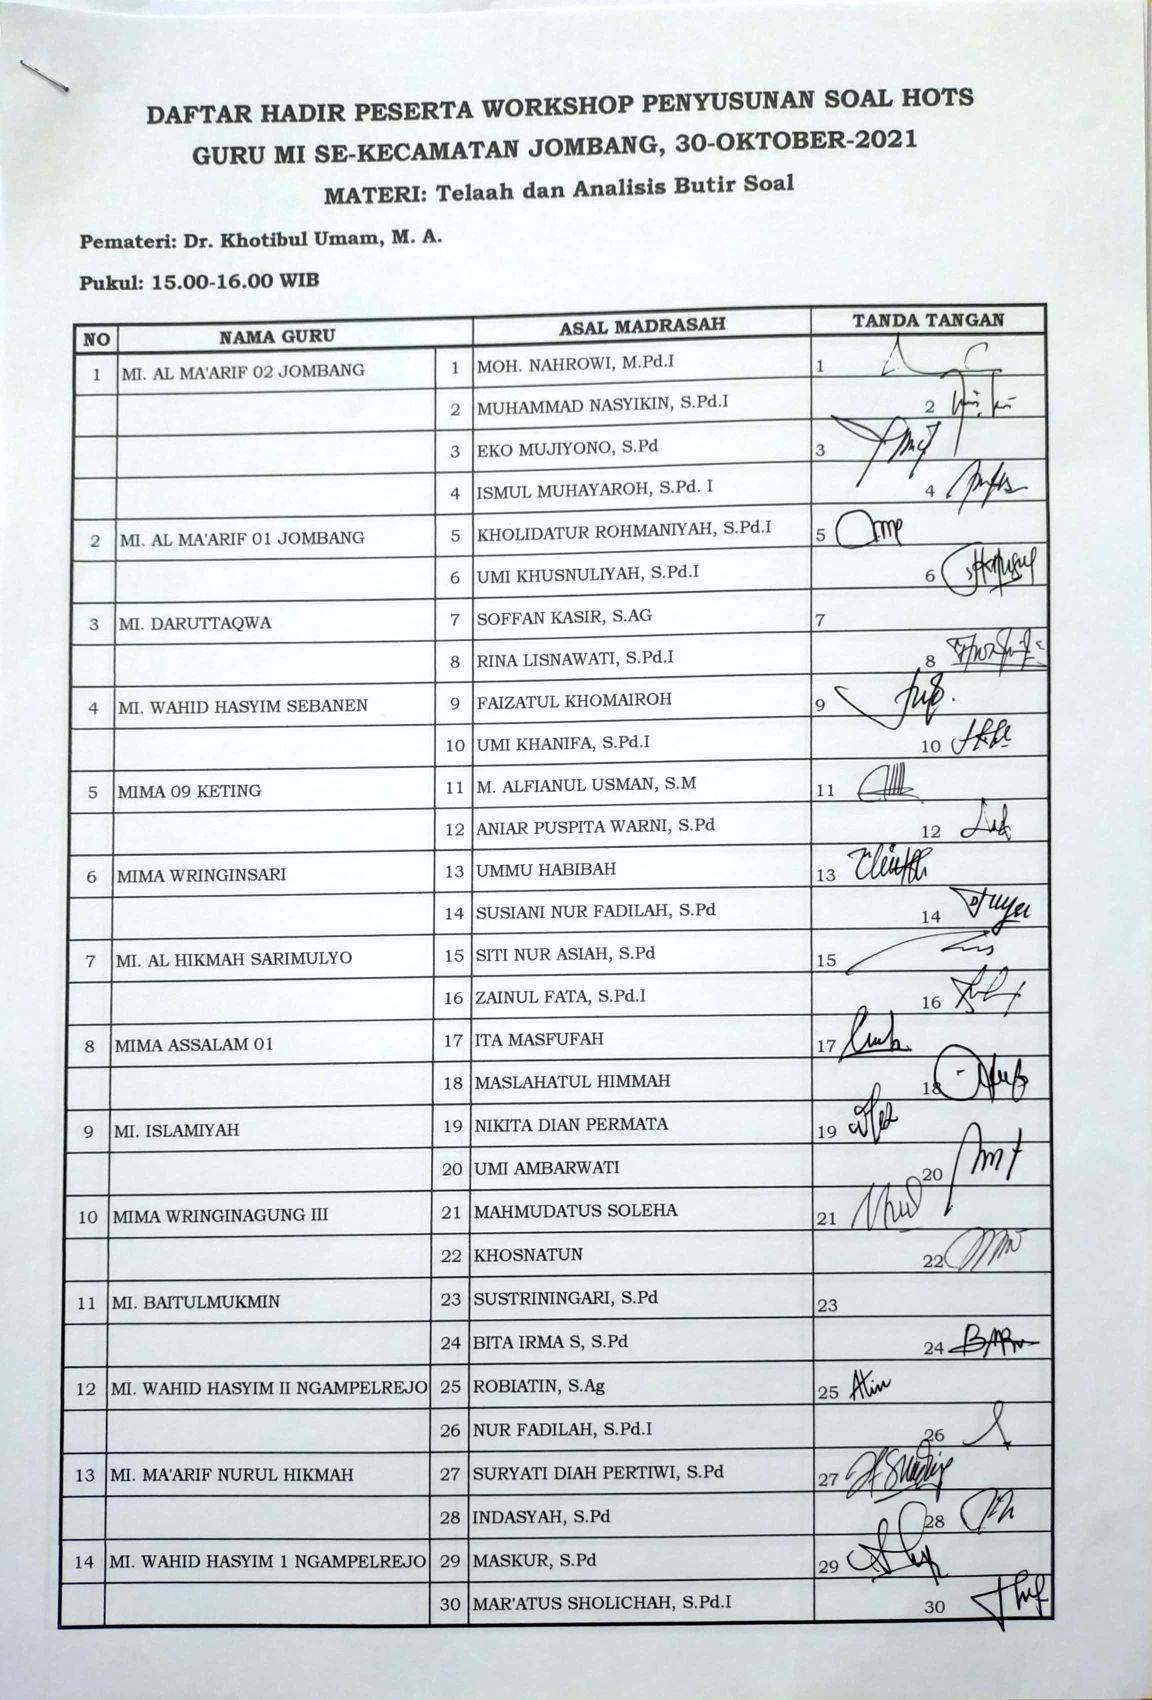 DAFTAR HADIR PESERTA WORKSHOP PENYUSUNAN SOAL HOTS
GURU MI SE-KECAMATAN JOMBANG, 30-OKTOBER-2021
MATERI: Telaah dan Analisis Butir Soal
Pemateri: Dr. Khotibul Umam, M. A.
Pukul: 15.00-16.00 WIB
NO NAMA GURU ASAL MADRASAH TANDA TANGAN
1 MI. AL MA'ARIF 02 JOMBANG 1 MOH. NAHROWI, M.Pd.I 1
2 MUHAMMAD NASYIKIN, S.Pd.I 2
3 EKO MUJIYONO, S.Pd 3
4 ISMUL MUHAYAROH, S.Pd. I 4
2 MI. AL MA'ARIF 01 JOMBANG 5 KHOLIDATUR ROHMANIYAH, S.Pd.I 5
6 UMI KHUSNULIYAH, S.Pd.I 6
3 MI. DARUTTAQWA 7 SOFFAN KASIR, S.AG 7
8 RINA LISNAWATI, S.Pd.I 8
4 MI. WAHID HASYIM SEBANEN 9 FAIZATUL KHOMAIROH 9
10 UMI KHANIFA, S.Pd.I 10
5 MIMA 09 KETING 11 M. ALFIANUL USMAN, S.M 11
12 ANIAR PUSPITA WARNI, S.Pd 12
6 MIMA WRINGINSARI 13 UMMU HABIBAH 13
14 SUSIANI NUR FADILAH, S.Pd 14
7 MI. AL HIKMAH SARIMULYO 15 SITI NUR ASIAH, S.Pd 15
16 ZAINUL FATA, S.Pd.I 16
8 MIMA ASSALAM 01 17 ITA MASFUFAH 17
18 MASLAHATUL HIMMAH 18
9 MI. ISLAMIYAH 19 NIKITA DIAN PERMATA 19
20 UMI AMBARWATI 20
10 MIMA WRINGINAGUNG III 21 MAHMUDATUS SOLEHA 21
22 KHOSNATUN 22
11 MI. BAITULMUKMIN 23 SUSTRININGARI, S.Pd 23
24 BITA IRMA S, S.Pd 24
12 MI. WAHID HASYIM II NGAMPELREJO 25 ROBIATIN, S.Ag 25 Atin
26 NUR FADILAH, S.Pd.I 26
13 MI. MA'ARIF NURUL HIKMAH 27 SURYATI DIAH PERTIWI, S.Pd 27
28 INDASYAH, S.Pd 28
14 MI. WAHID HASYIM 1 NGAMPELREJO 29 MASKUR, S.Pd 29
30 MAR'ATUS SHOLICHAH, S.Pd.I 30